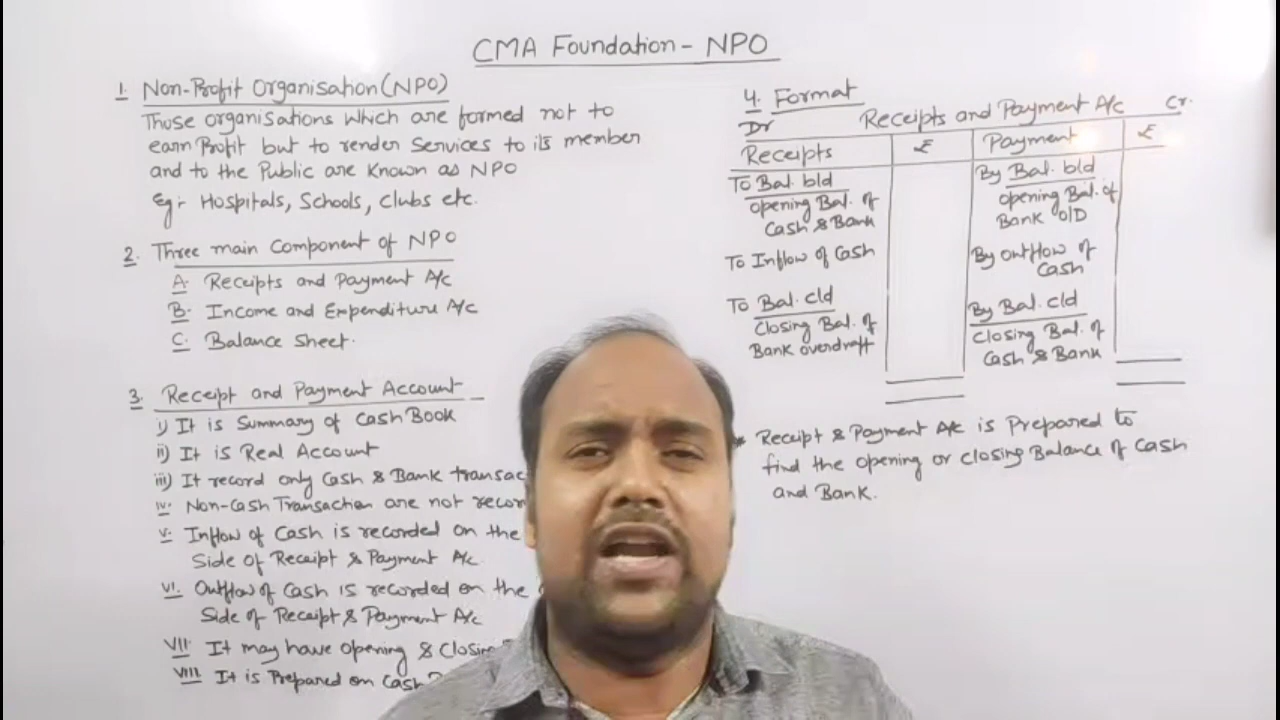 CMA Foundation - NPO
1. Non-Profit Organisation (NPO)
Those organisations which are formed not to
earn Profit but to render Services to its member
and to the Public are known as NPO
Eg:- Hospitals, Schools, Clubs etc.
2. Three main Component of NPO
A. Receipts and Payment A/c
B. Income and Expenditure A/c
C. Balance Sheet.
3. Receipt and Payment Account
i) It is Summary of Cash Book
ii) It is Real Account
iii) It record only Cash & Bank transac
iv. Non-Cash Transaction are not recor
v. Inflow of Cash is recorded on the
Side of Receipt & Payment A/c
VI. Outflow of Cash is recorded on the
Side of Receipt & Payment A/c
VII. It may have opening & Closin
VIII. It is Prepared on Cash
4. Format
Dr Receipts and Payment A/c Cr.
Receipts ₹ Payment ₹
To Bal. b/d
opening Bal. of
Cash & Bank
To Inflow of Cash
To Bal. c/d
Closing Bal. of
Bank overdraft
By Bal. b/d
opening Bal. of
Bank O/D
By outflow of
Cash
By Bal. c/d
Closing Bal. of
Cash & Bank
* Receipt & Payment A/c is Prepared to
find the opening or closing Balance of Cash
and Bank.